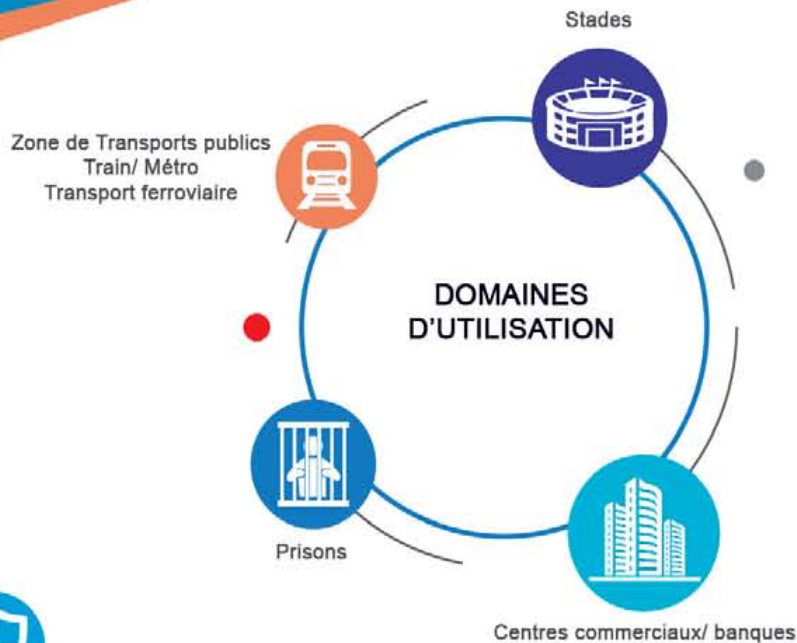 Stades
Zone de Transports publics
Train/ Métro
Transport ferroviaire
DOMAINES
D'UTILISATION
Prisons
Centres commerciaux/ banques